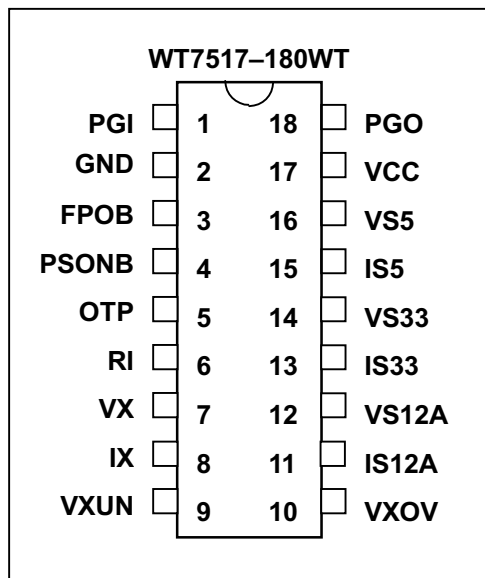 WT7517–180WT
PGI 1 18 PGO
GND 2 17 VCC
FPOB 3 16 VS5
PSONB 4 15 IS5
OTP 5 14 VS33
RI 6 13 IS33
VX 7 12 VS12A
IX 8 11 IS12A
VXUN 9 10 VXOV